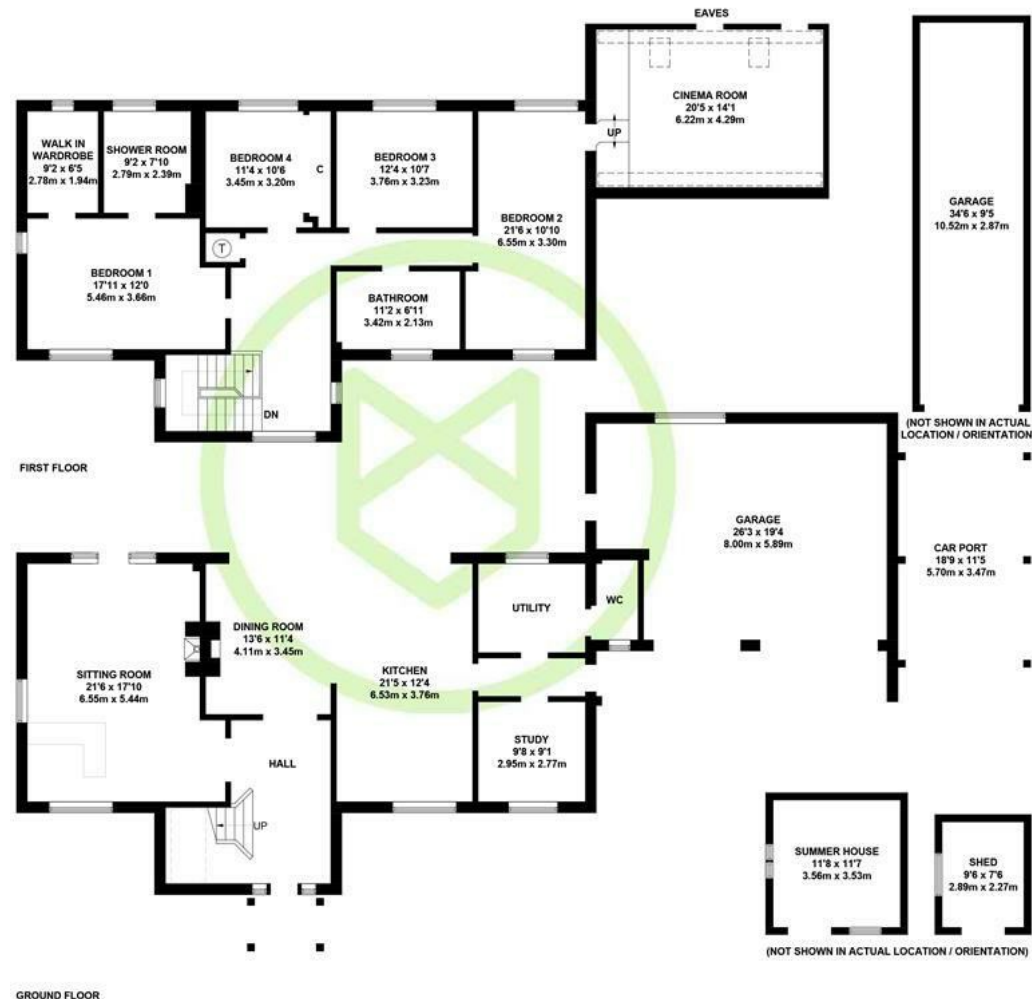 EAVES
CINEMA ROOM
20'5 x 14'1
6.22m x 4.29m
UP
WALK IN
WARDROBE
9'2 x 6'5
2.78m x 1.94m
SHOWER ROOM
9'2 x 7'10
2.79m x 2.39m
BEDROOM 4
11'4 x 10'6
3.45m x 3.20m
C
BEDROOM 3
12'4 x 10'7
3.76m x 3.23m
BEDROOM 2
21'6 x 10'10
6.55m x 3.30m
T
BEDROOM 1
17'11 x 12'0
5.46m x 3.66m
BATHROOM
11'2 x 6'11
3.42m x 2.13m
DN
GARAGE
34'6 x 9'5
10.52m x 2.87m
(NOT SHOWN IN ACTUAL
LOCATION / ORIENTATION
FIRST FLOOR
GARAGE
26'3 x 19'4
8.00m x 5.89m
CAR PORT
18'9 x 11'5
5.70m x 3.47m
WC
UTILITY
DINING ROOM
13'6 x 11'4
4.11m x 3.45m
KITCHEN
21'5 x 12'4
6.53m x 3.76m
SITTING ROOM
21'6 x 17'10
6.55m x 5.44m
STUDY
9'8 x 9'1
2.95m x 2.77m
HALL
UP
SUMMER HOUSE
11'8 x 11'7
3.56m x 3.53m
SHED
9'6 x 7'6
2.89m x 2.27m
(NOT SHOWN IN ACTUAL LOCATION / ORIENTATION)
GROUND FLOOR